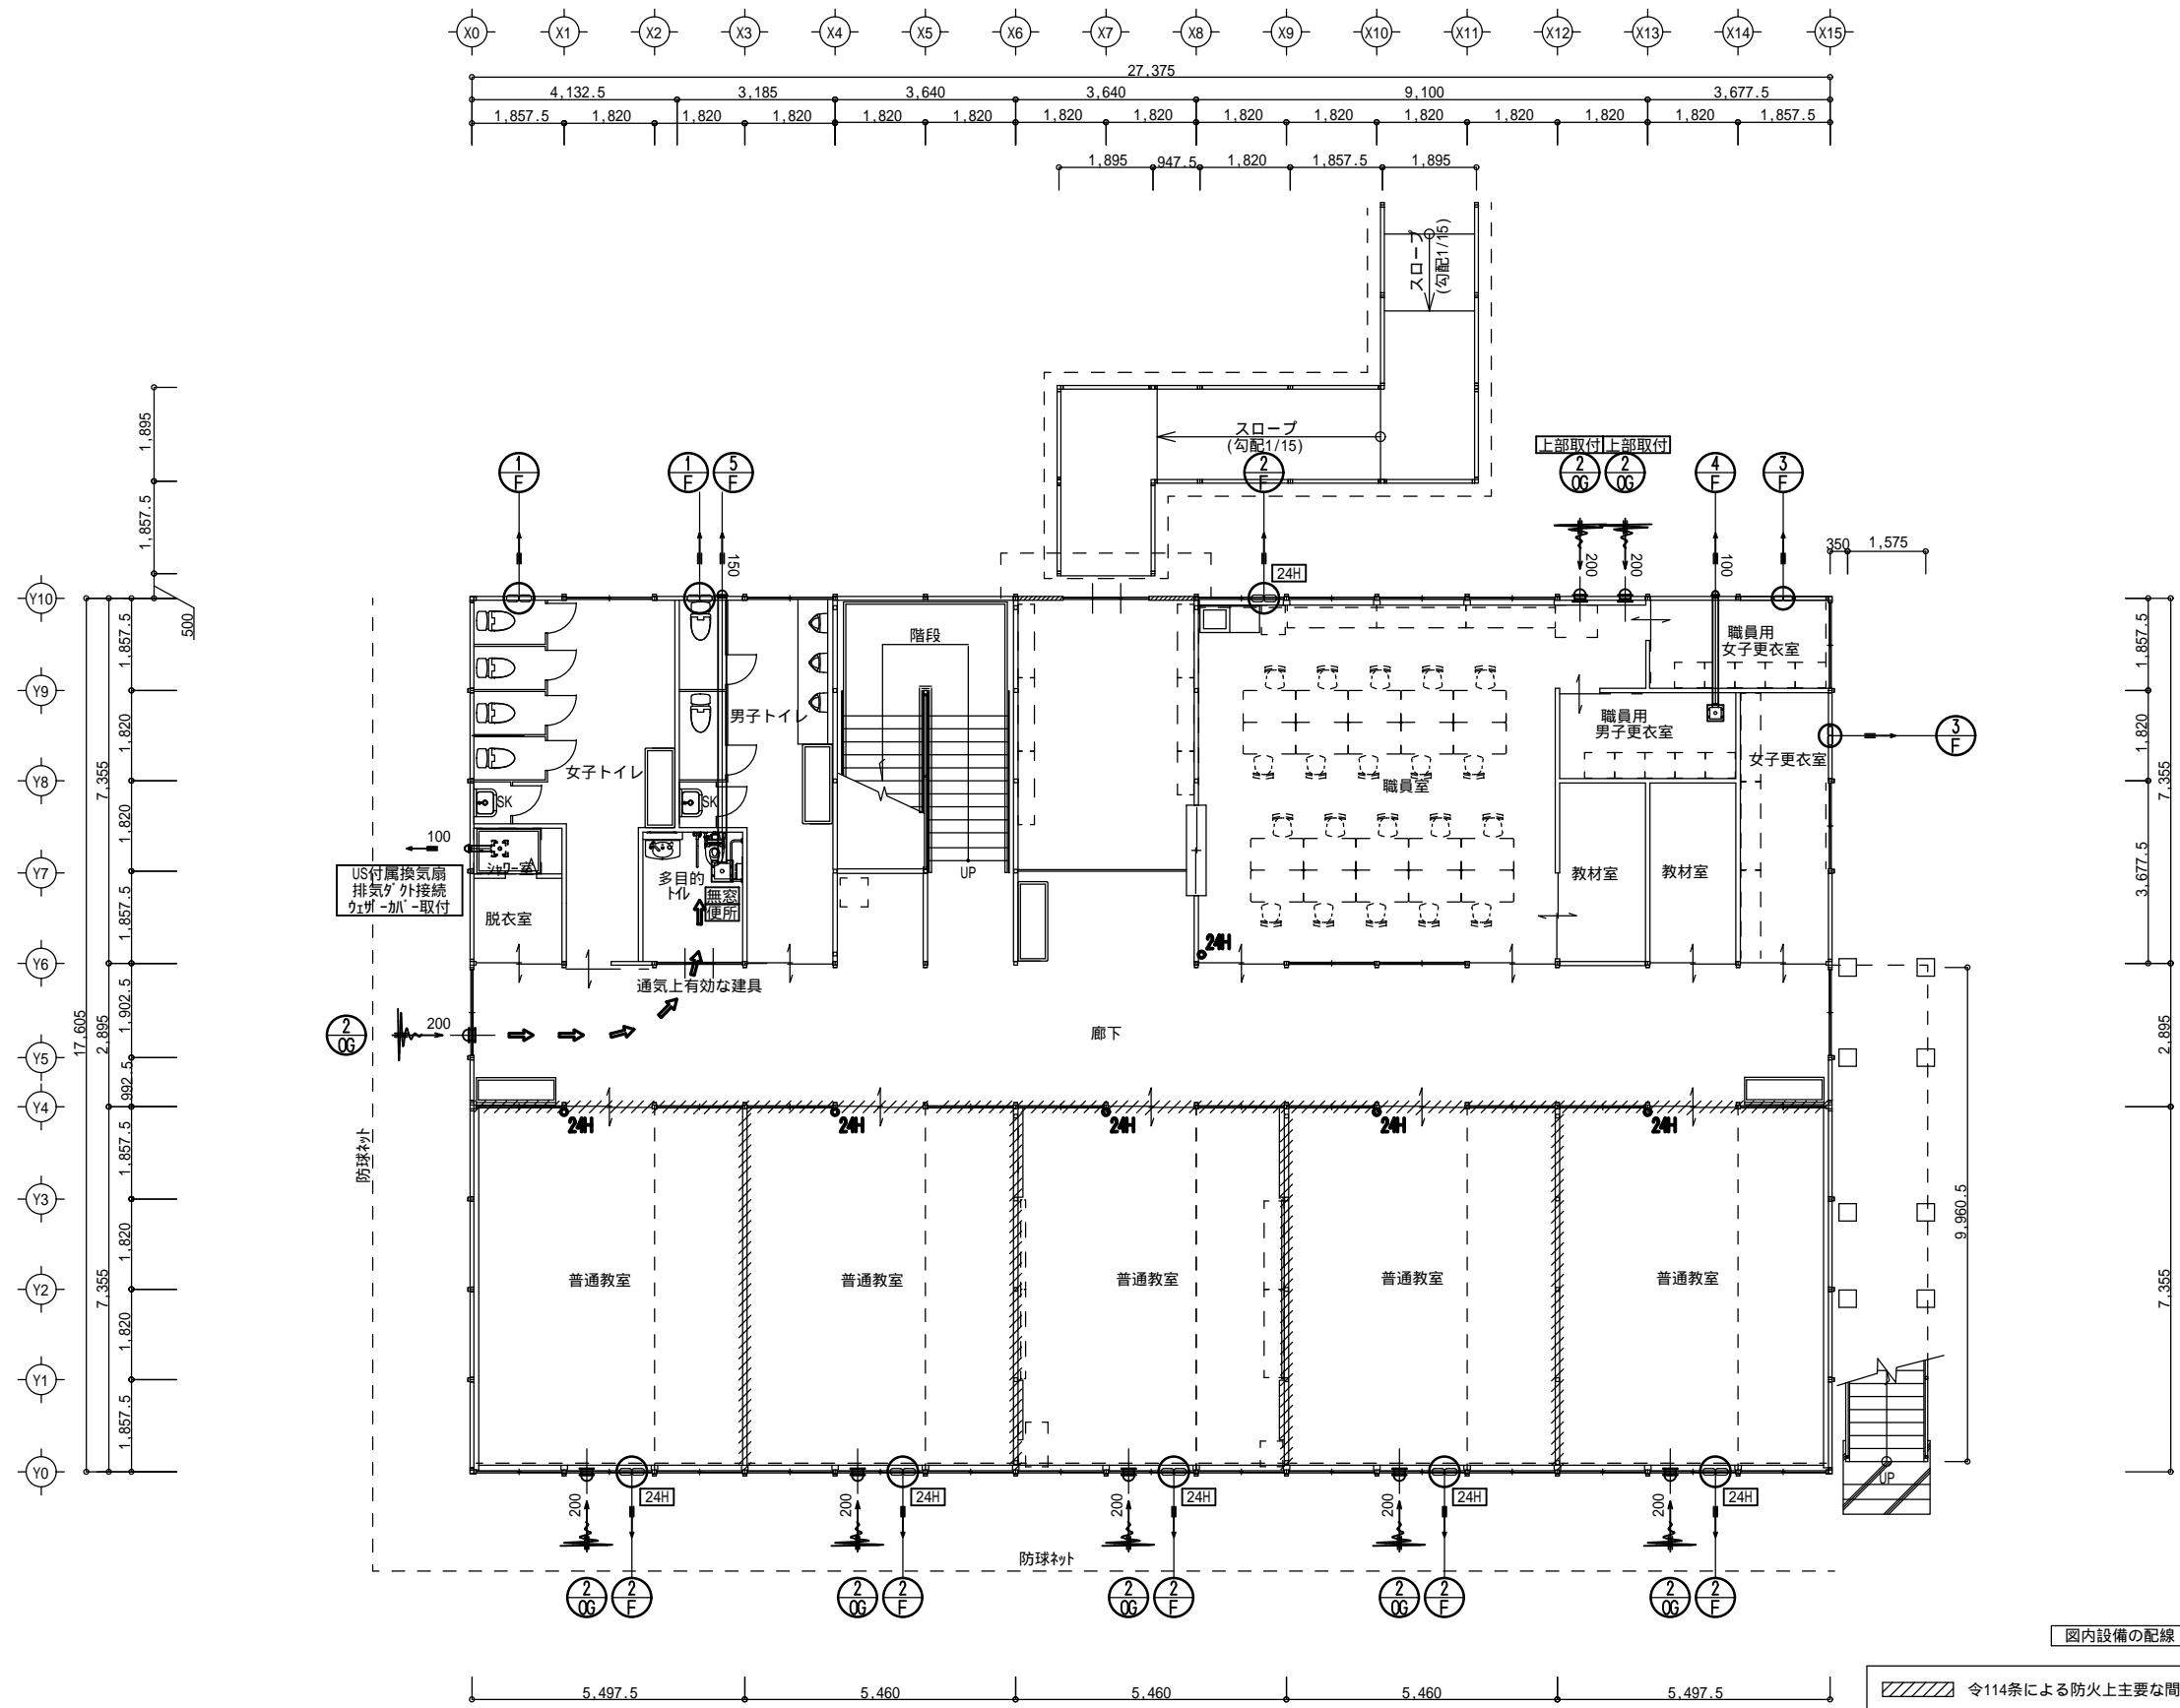 X0 X1 X2 X3 X4 X5 X6 X7 X8 X9 X10 X11 X12 X13 X14 X15
27,375
4,132.5 3,185 3,640 3,640 9,100 3,677.5
1,857.5 1,820 1,820 1,820 1,820 1,820 1,820 1,820 1,820 1,820 1,820 1,820 1,820 1,820 1,857.5
1,895 947.5 1,820 1,857.5 1,895
スロープ
(勾配1/15)
スロープ
(勾配1/15)
1,895
1,857.5
500
上部取付 上部取付
1 F
1 F
5 F
2 F
2 OG
2 OG
4 F
3 F
150
24H
200
200
100
350 1,575
Y10
Y9
Y8
Y7
Y6
Y5
Y4
Y3
Y2
Y1
Y0
17,605
7,355
2,895
7,355
1,857.5
1,820
1,820
1,857.5
1,902.5
992.5
1,857.5
1,820
1,820
1,857.5
階段
職員用
女子更衣室
男子トイレ
職員用
男子更衣室
3 F
女子トイレ
女子更衣室
職員室
SK
SK
100
US付属換気扇
排気ダクト接続
ウェザーカバー取付
シャワー室
多目的
トイレ
無窓
便所
UP
教材室
教材室
脱衣室
24H
通気上有効な建具
2 OG
200
廊下
24H
24H
24H
24H
24H
防球ネット
普通教室
普通教室
普通教室
普通教室
普通教室
1,857.5
1,820
3,677.5
7,355
2,895
7,355
9,960.5
UP
200
24H
200
24H
200
24H
200
24H
200
24H
防球ネット
2 OG
2 F
2 OG
2 F
2 OG
2 F
2 OG
2 F
2 OG
2 F
図内設備の配線
5,497.5 5,460 5,460 5,460 5,497.5
令114条による防火上主要な間